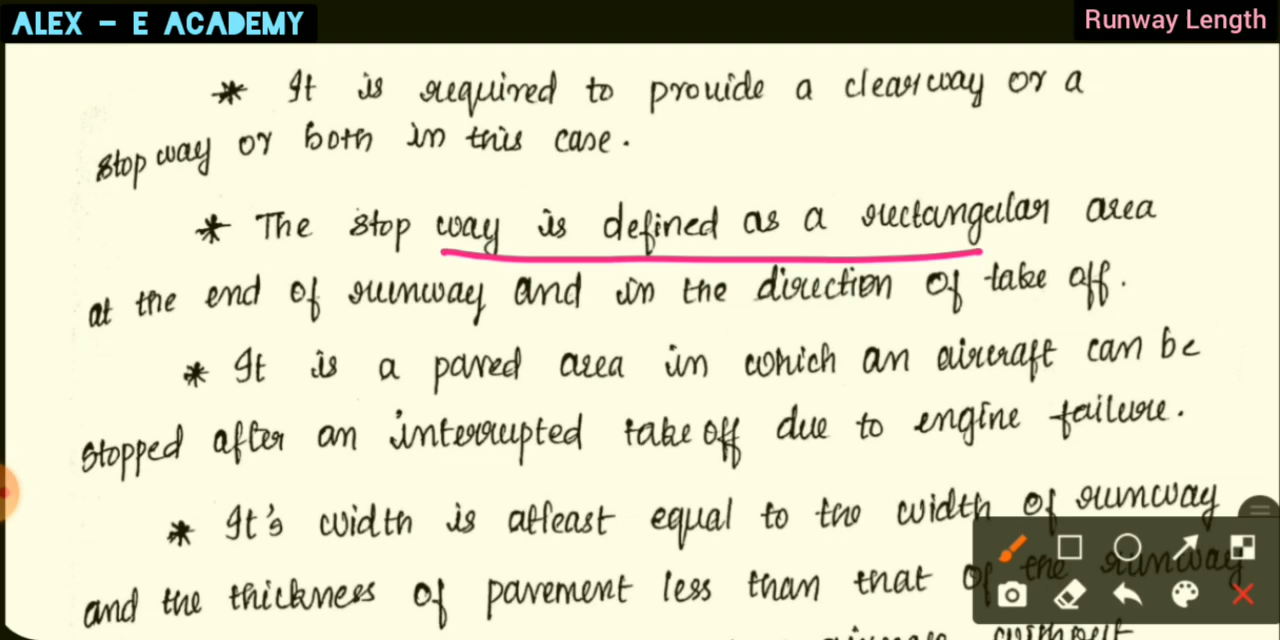 ALEX - E ACADEMY
Runway Length
* It is required to provide a clearway or a
stop way or both in this case.
* The stop way is defined as a rectangular area
at the end of runway and in the direction of take off.
* It is a paved area in which an aircraft can be
stopped after an interrupted take off due to engine failure.
* It's width is atleast equal to the width of runway
and the thickness of pavement less than that of the runway
without